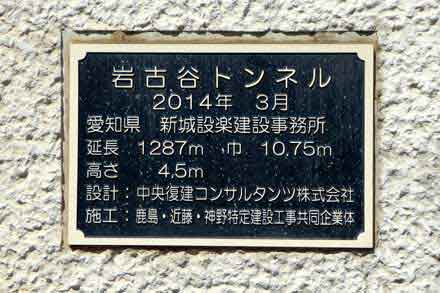 岩古谷トンネル
2014年 3月
愛知県 新城設楽建設事務所
延長 1287m 巾 10.75m
高さ 4.5m
設計：中央復建コンサルタンツ株式会社
施工：鹿島・近藤・神野特定建設工事共同企業体